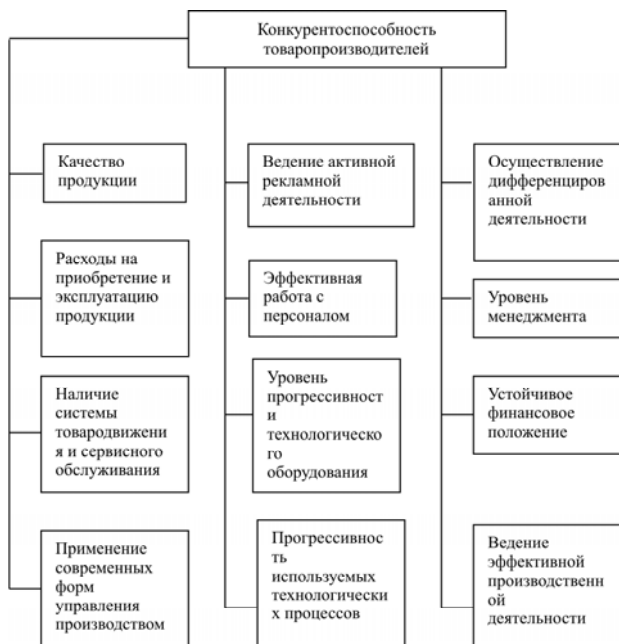 Конкурентоспособность
товаропроизводителей
Качество
продукции
Расходы на
приобретение и
эксплуатацию
продукции
Наличие
системы
товародвижени
я и сервисного
обслуживания
Применение
современных
форм
управления
производством
Ведение активной
рекламной
деятельности
Эффективная
работа с
персоналом
Уровень
прогрессивност
и
технологическо
го
оборудования
Прогрессивнос
ть
используемых
технологически
х процессов
Осуществление
дифференциров
анной
деятельности
Уровень
менеджмента
Устойчивое
финансовое
положение
Ведение
эффективной
производственн
ой
деятельности